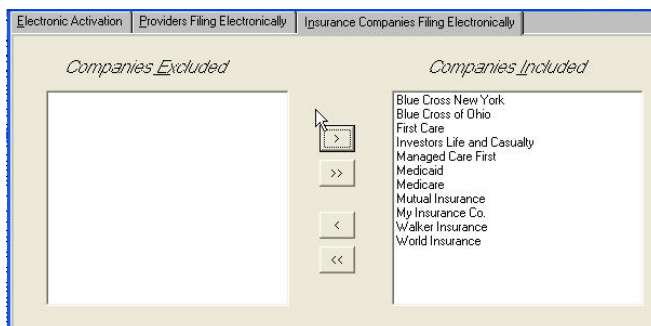 Electronic Activation
Providers Filing Electronically
Insurance Companies Filing Electronically
Companies Excluded
Companies Included
Blue Cross New York
Blue Cross of Ohio
First Care
Investors Life and Casualty
Managed Care First
Medicaid
Medicare
Mutual Insurance
My Insurance Co.
Walker Insurance
World Insurance
>
>>
<
<<